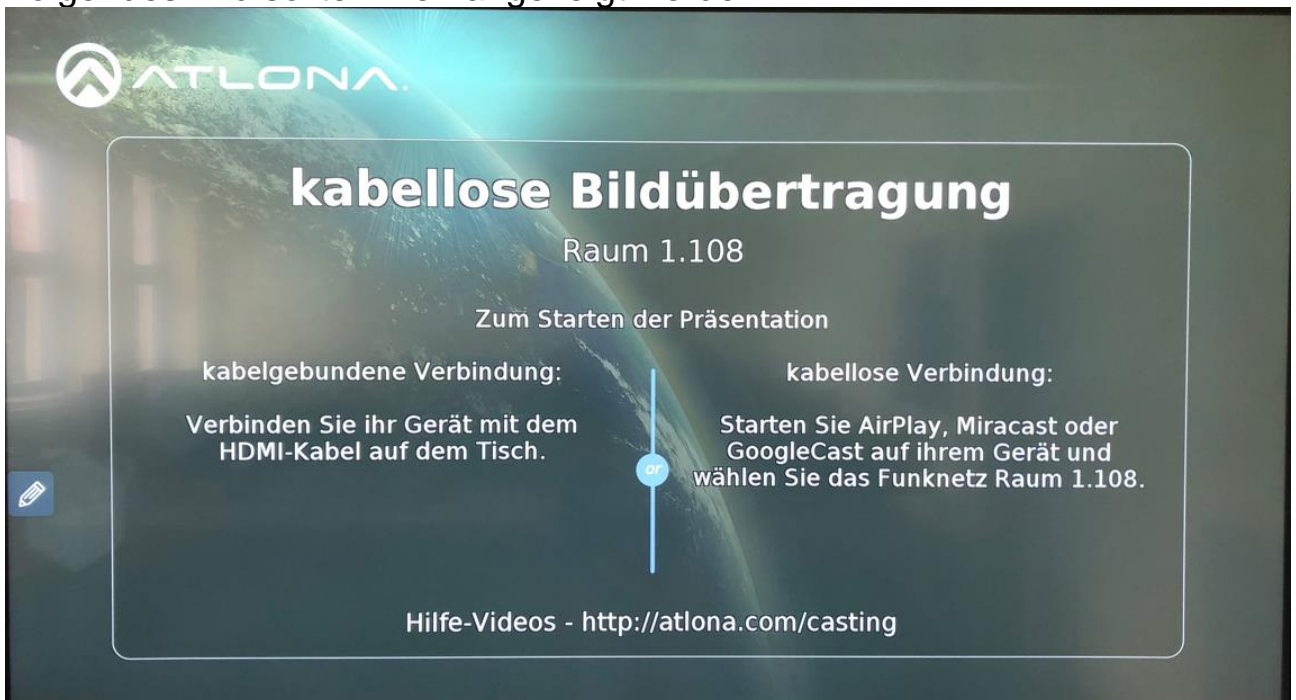 ATLONA.
kabellose Bildübertragung
Raum 1.108
Zum Starten der Präsentation
kabelgebundene Verbindung:
Verbinden Sie ihr Gerät mit dem
HDMI-Kabel auf dem Tisch.
or
kabellose Verbindung:
Starten Sie AirPlay, Miracast oder
GoogleCast auf ihrem Gerät und
wählen Sie das Funknetz Raum 1.108.
Hilfe-Videos - http://atlona.com/casting